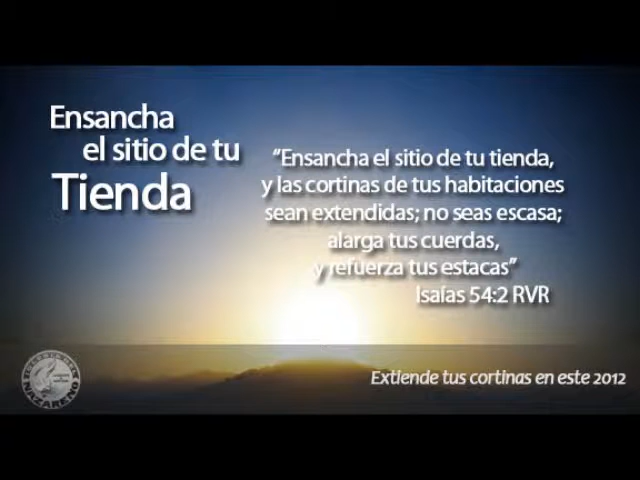 Ensancha
el sitio de tu
Tienda
“Ensancha el sitio de tu tienda,
y las cortinas de tus habitaciones
sean extendidas; no seas escasa;
alarga tus cuerdas,
y refuerza tus estacas”
Isaías 54:2 RVR
Extiende tus cortinas en este 2012